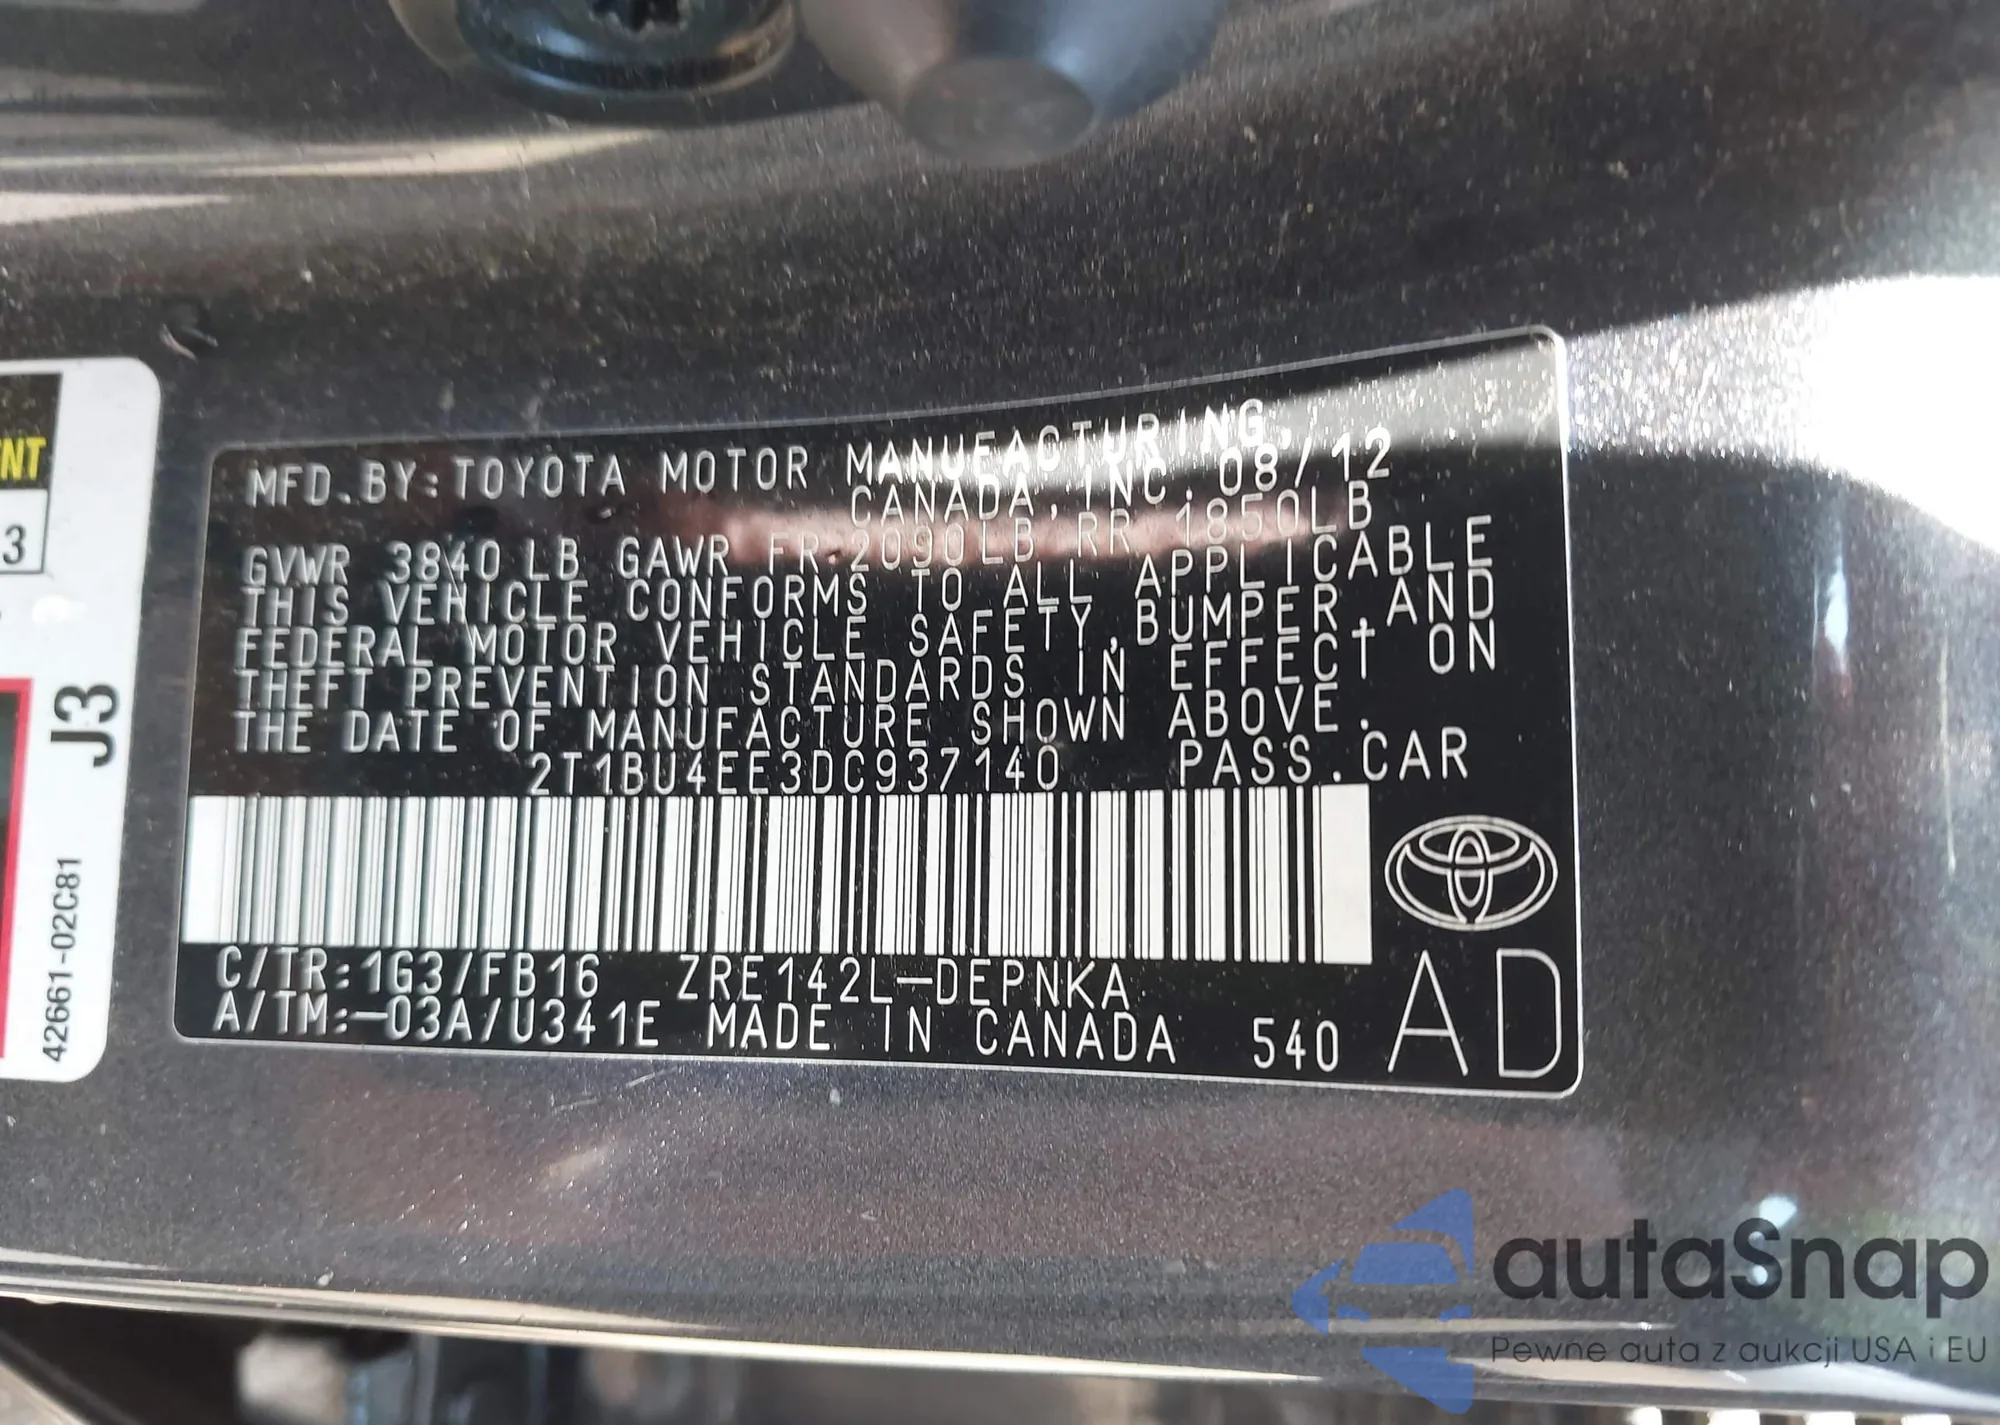 NT
3
J3
42661-02C81
MFD. BY: TOYOTA MOTOR MANUFACTURING,
CANADA, INC. 08/12
GVWR 3840 LB GAWR FR. 2090LB RR 1850LB
THIS VEHICLE CONFORMS TO ALL APPLICABLE
FEDERAL MOTOR VEHICLE SAFETY, BUMPER, AND
THEFT PREVENTION STANDARDS IN EFFECT ON
THE DATE OF MANUFACTURE SHOWN ABOVE.
2T1BU4EE3DC937140 PASS. CAR
C/TR: 1G3/FB16 ZRE142L-DEPNKA
A/TM: -03A/U341E MADE IN CANADA 540
AD
autaSnap
Pewne auta z aukcji USA i EU